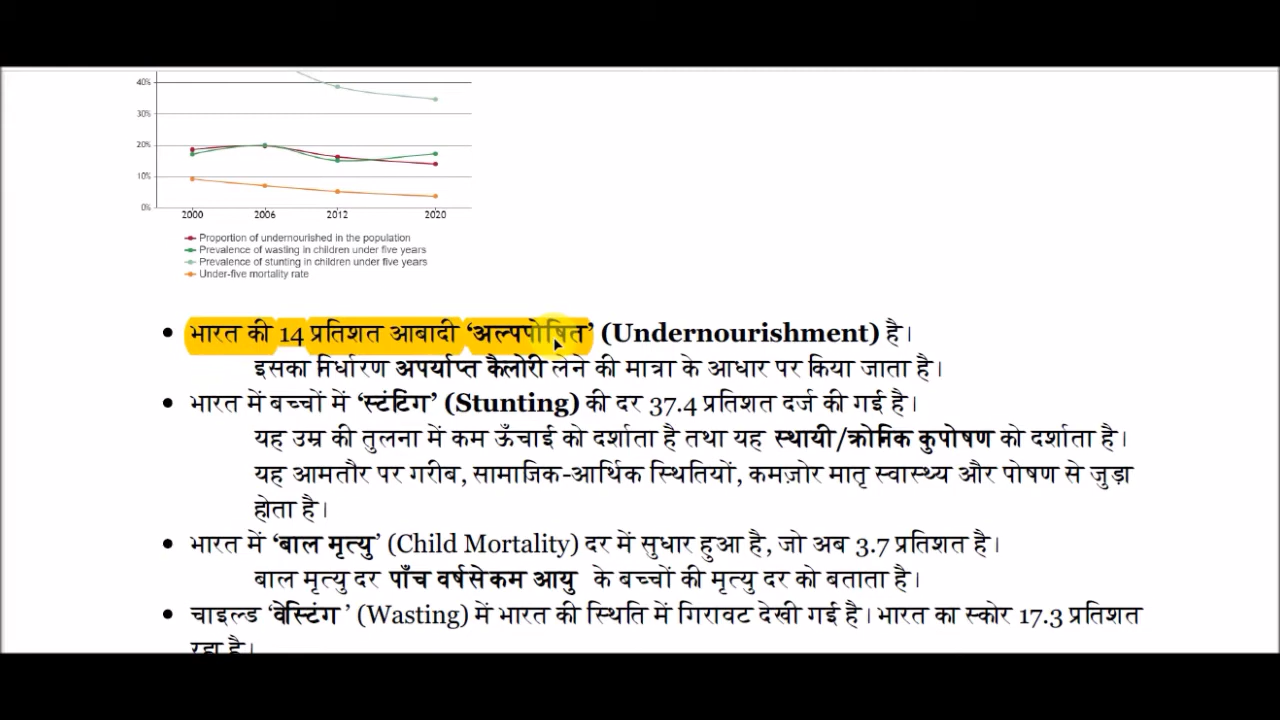 40%
30%
20%
10%
0%
2000 2006 2012 2020
Proportion of undernourished in the population
Prevalence of wasting in children under five years
Prevalence of stunting in children under five years
Under-five mortality rate
• भारत की 14 प्रतिशत आबादी ‘अल्पपोषित’ (Undernourishment) है।
इसका निर्धारण अपर्याप्त कैलोरी लेने की मात्रा के आधार पर किया जाता है।
• भारत में बच्चों में ‘स्टंटिंग’ (Stunting) की दर 37.4 प्रतिशत दर्ज की गई है।
यह उम्र की तुलना में कम ऊँचाई को दर्शाता है तथा यह स्थायी/क्रोनिक कुपोषण को दर्शाता है।
यह आमतौर पर गरीब, सामाजिक-आर्थिक स्थितियों, कमज़ोर मातृ स्वास्थ्य और पोषण से जुड़ा
होता है।
• भारत में ‘बाल मृत्यु’ (Child Mortality) दर में सुधार हुआ है, जो अब 3.7 प्रतिशत है।
बाल मृत्यु दर पाँच वर्ष से कम आयु के बच्चों की मृत्यु दर को बताता है।
• चाइल्ड ‘वेस्टिंग’ (Wasting) में भारत की स्थिति में गिरावट देखी गई है। भारत का स्कोर 17.3 प्रतिशत
रहा है।